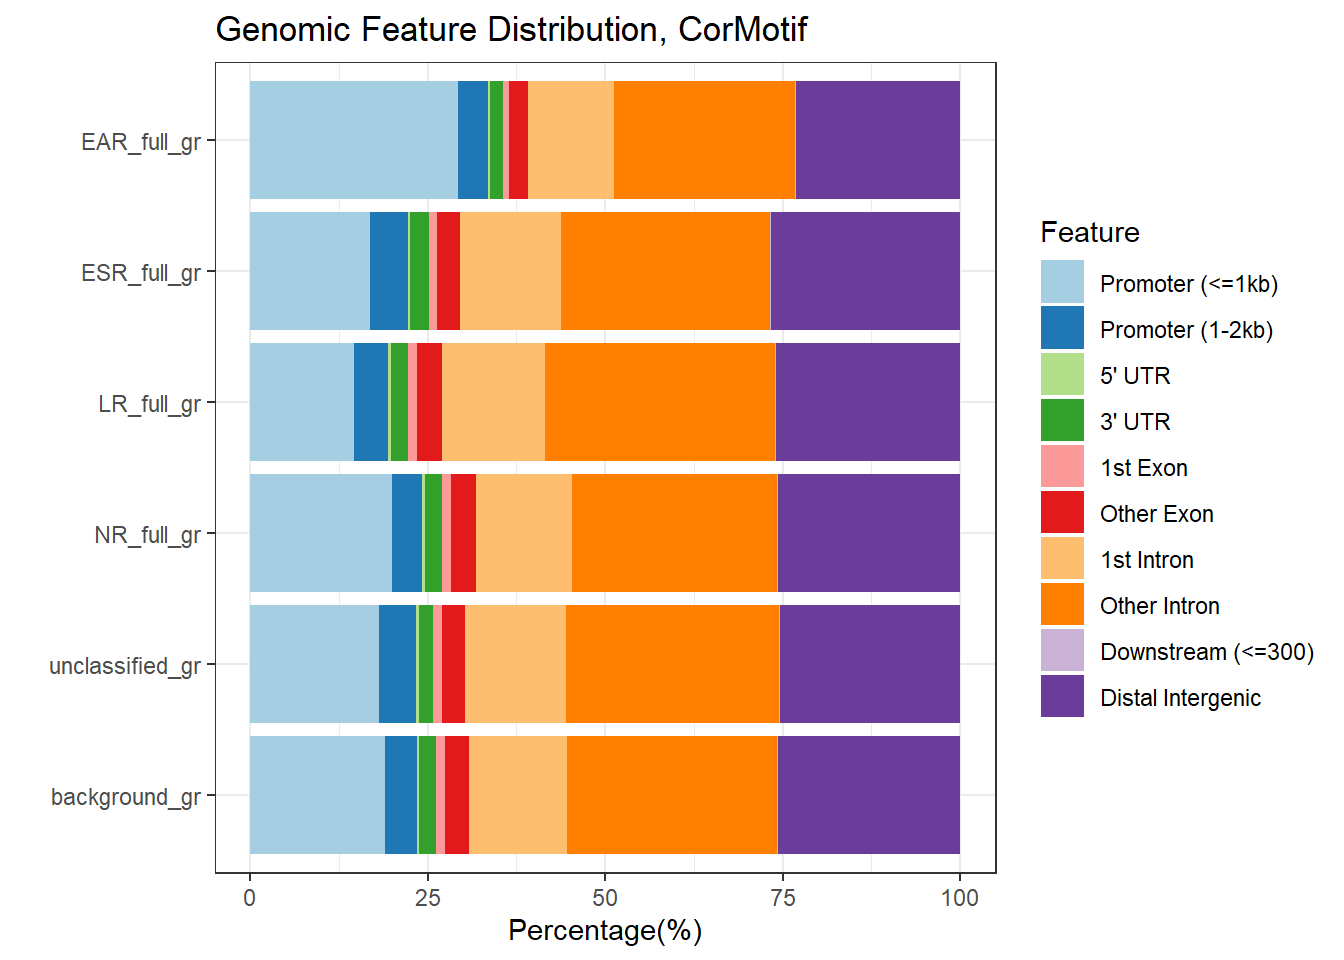 Genomic Feature Distribution, CorMotif
EAR_full_gr
ESR_full_gr
LR_full_gr
NR_full_gr
unclassified_gr
background_gr
0 25 50 75 100
Percentage(%)
Feature
Promoter (<=1kb)
Promoter (1-2kb)
5' UTR
3' UTR
1st Exon
Other Exon
1st Intron
Other Intron
Downstream (<=300)
Distal Intergenic